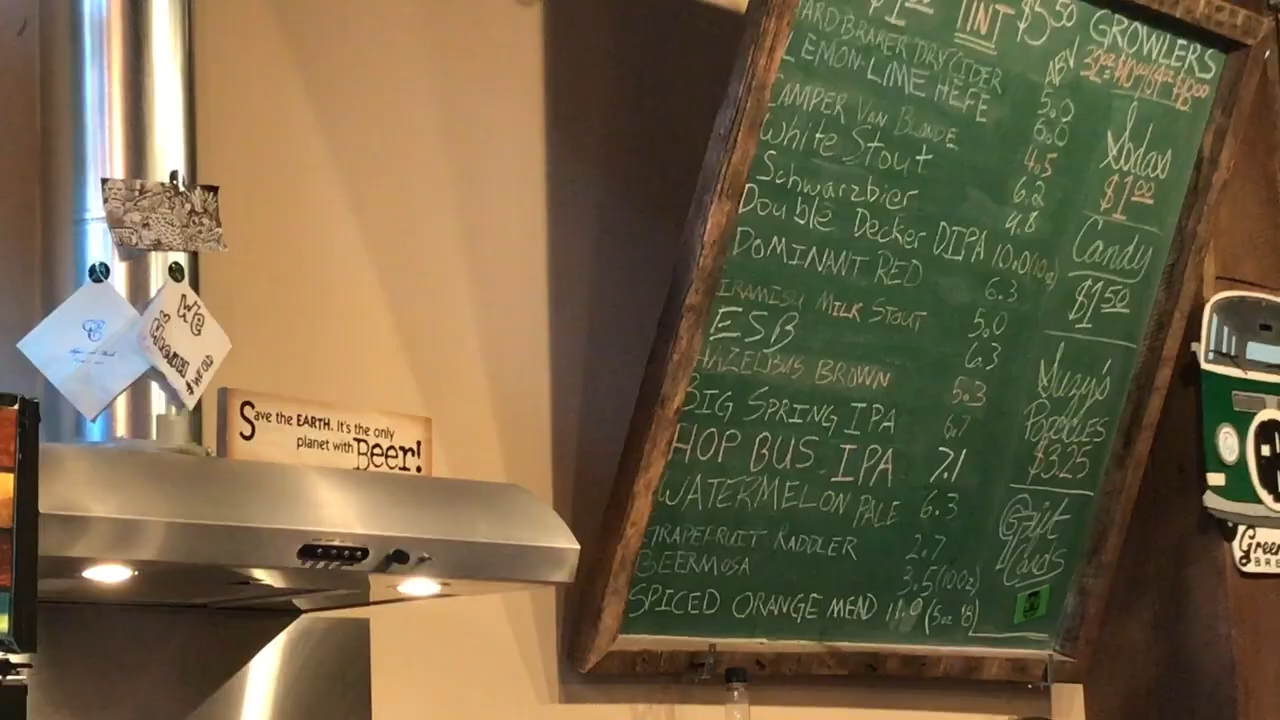 PINT $5.50 GROWLERS
HARD BRAKER DRY CIDER 5.0
ABV
LEMON-LIME HEFE 6.0
CAMPER VAN BLONDE 4.5
White Stout 6.2
Schwarzbier 4.8
Double Decker DIPA 10.0 (10oz)
DOMINANT RED 6.3
TIRAMISU MILK STOUT 5.0
ESB 6.3
HAZELBUS BROWN 5.3
BIG SPRING IPA 6.7
HOP BUS IPA 7.1
WATERMELON PALE 6.3
GRAPEFRUIT RADDLER 2.7
BEERMOSA 3.5 (10oz)
SPICED ORANGE MEAD 11.9 (5oz $8)
Sodas
$1.00
Candy
$1.50
Suzy's
POPSICLES
$3.25
Gift
Cards
Save the EARTH. It's the only
planet with Beer!
We
Green
BRE